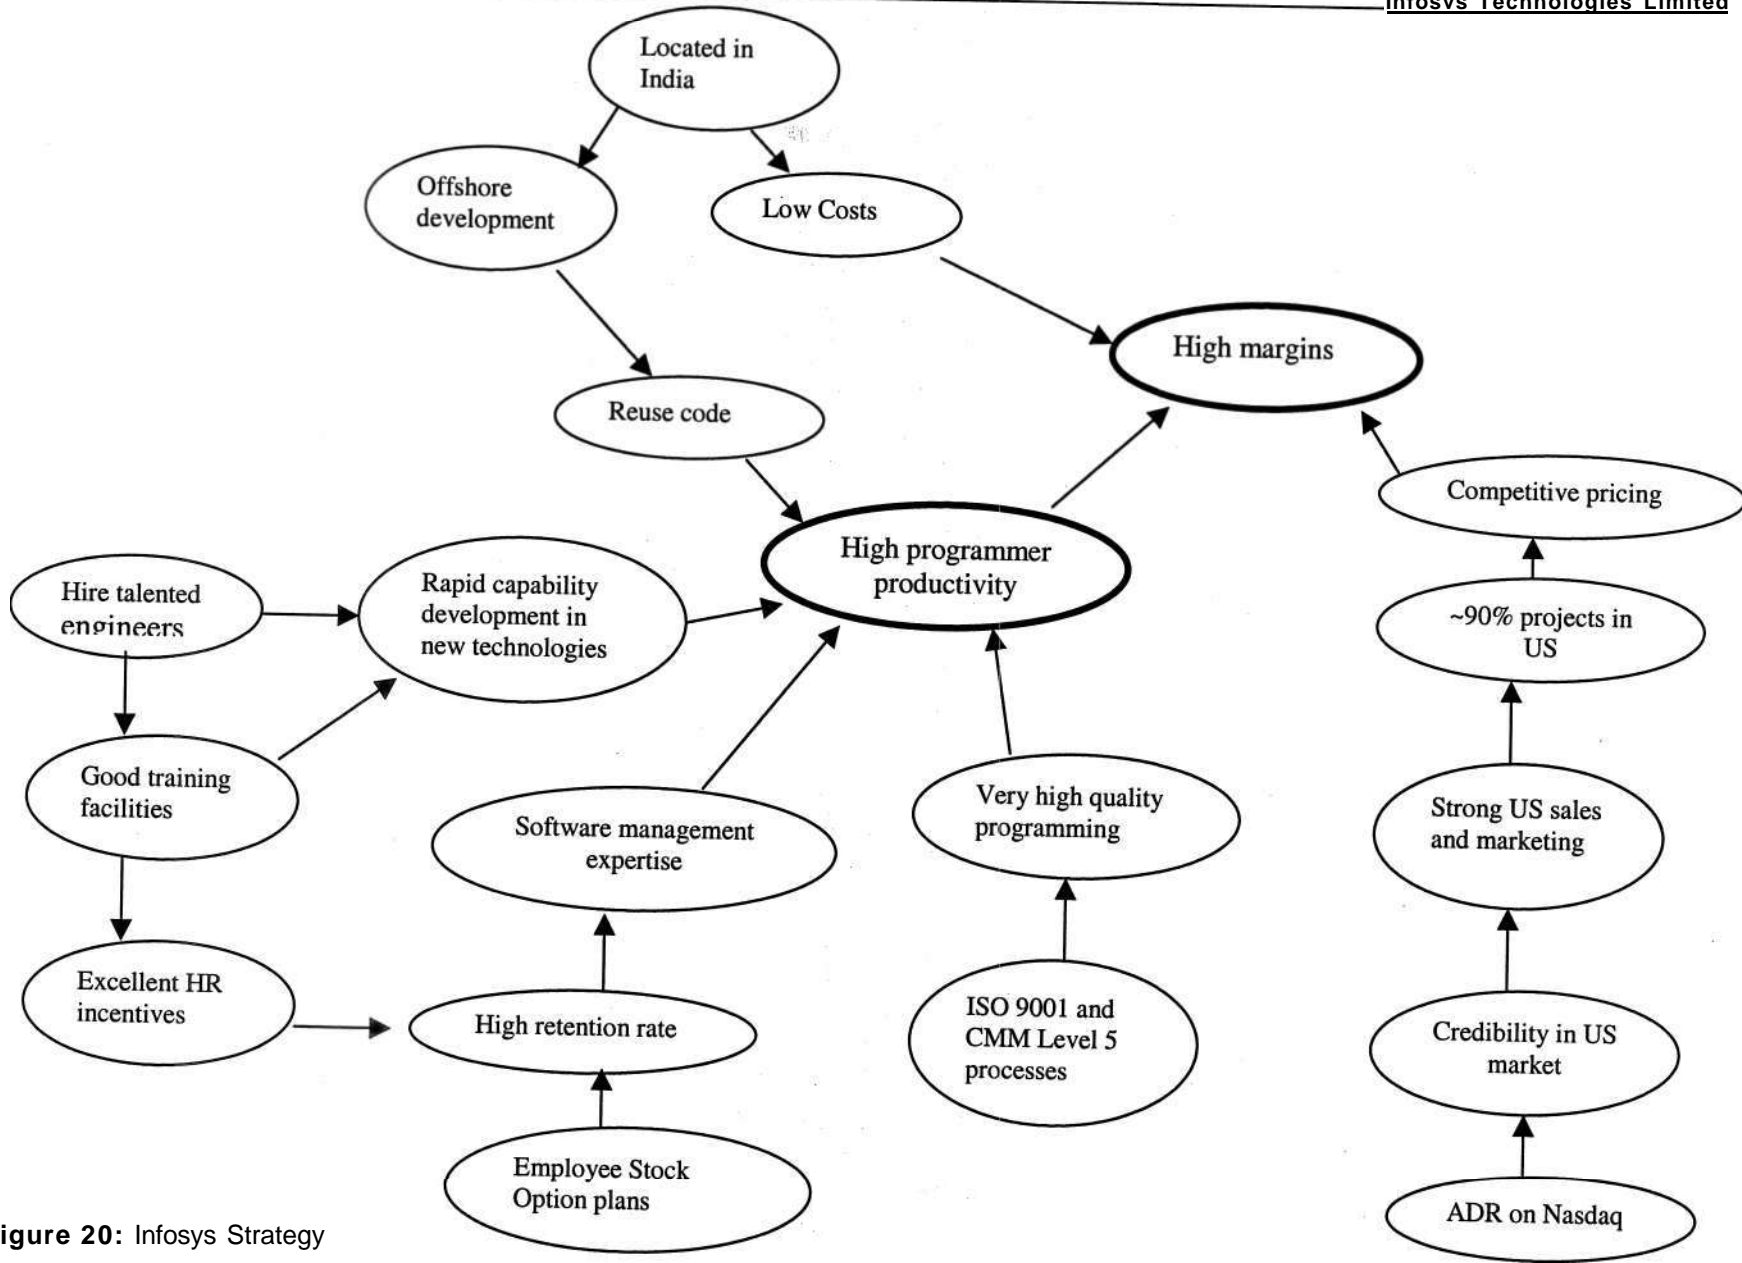 Infosys Technologies Limited
Located in
India
Offshore
development
Low Costs
High margins
Reuse code
Competitive pricing
High programmer
productivity
Hire talented
engineers
Rapid capability
development in
new technologies
~90% projects in
US
Good training
facilities
Software management
expertise
Very high quality
programming
Strong US sales
and marketing
Excellent HR
incentives
High retention rate
ISO 9001 and
CMM Level 5
processes
Credibility in US
market
Employee Stock
Option plans
ADR on Nasdaq
igure 20: Infosys Strategy